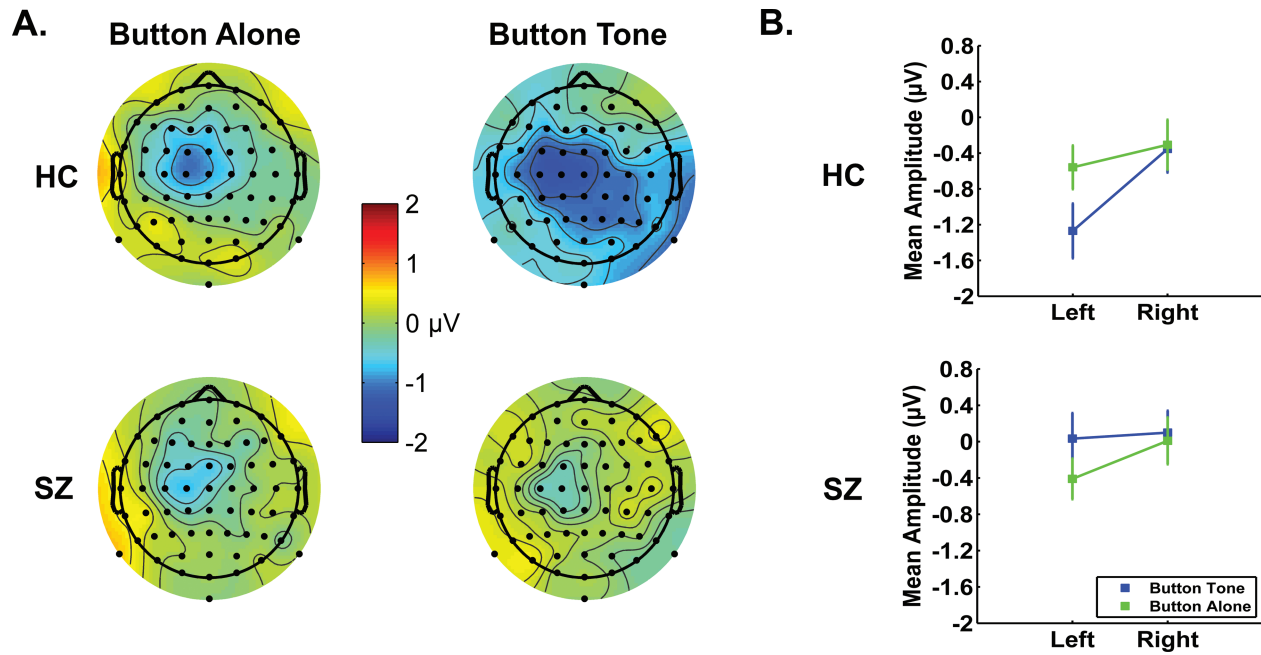 A.
Button Alone
Button Tone
HC
SZ
2
1
0 µV
-1
-2
B.
HC
Mean Amplitude (µV)
0.8
0.4
0
-0.4
-0.8
-1.2
-1.6
-2
Left Right
SZ
Mean Amplitude (µV)
0.8
0.4
0
-0.4
-0.8
-1.2
-1.6
-2
Button Tone
Button Alone
Left Right